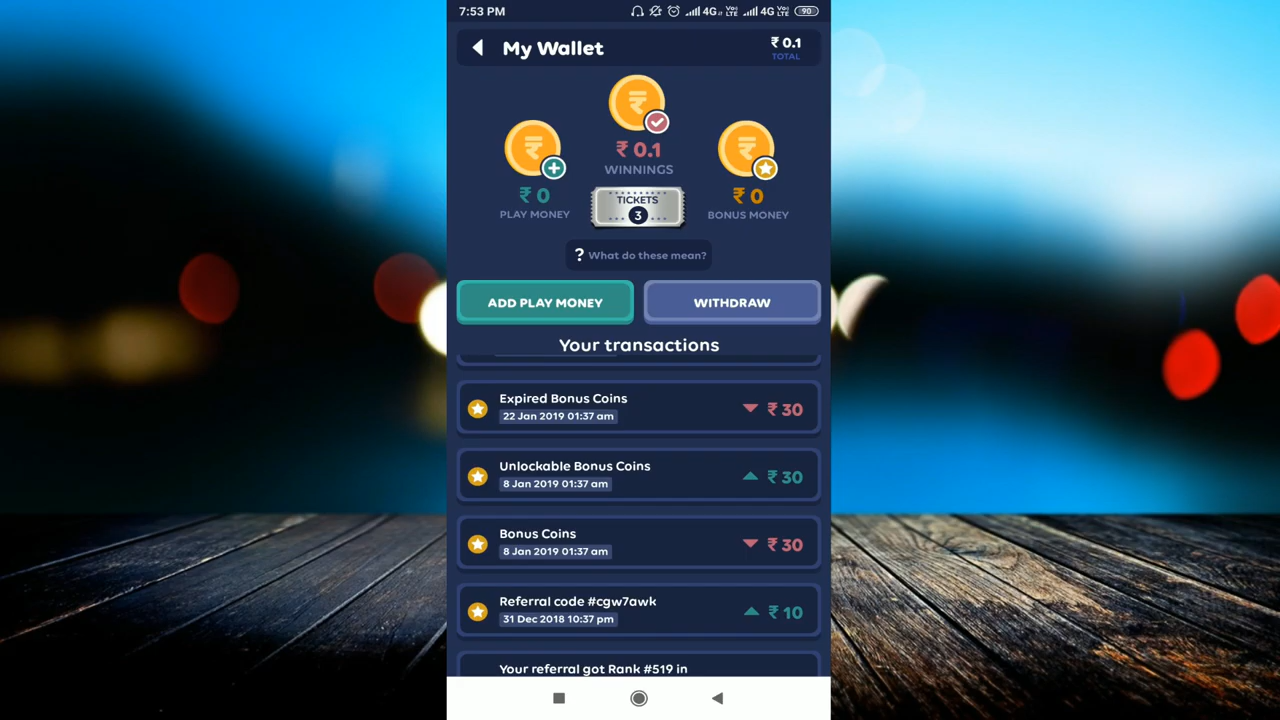 7:53 PM
4G VoLTE 4G VoLTE 90
My Wallet
₹ 0.1
TOTAL
₹ 0.1
WINNINGS
₹ 0
PLAY MONEY
TICKETS
3
₹ 0
BONUS MONEY
? What do these mean?
ADD PLAY MONEY
WITHDRAW
Your transactions
Expired Bonus Coins
22 Jan 2019 01:37 am
₹ 30
Unlockable Bonus Coins
8 Jan 2019 01:37 am
₹ 30
Bonus Coins
8 Jan 2019 01:37 am
₹ 30
Referral code #cgw7awk
31 Dec 2018 10:37 pm
₹ 10
Your referral got Rank #519 in